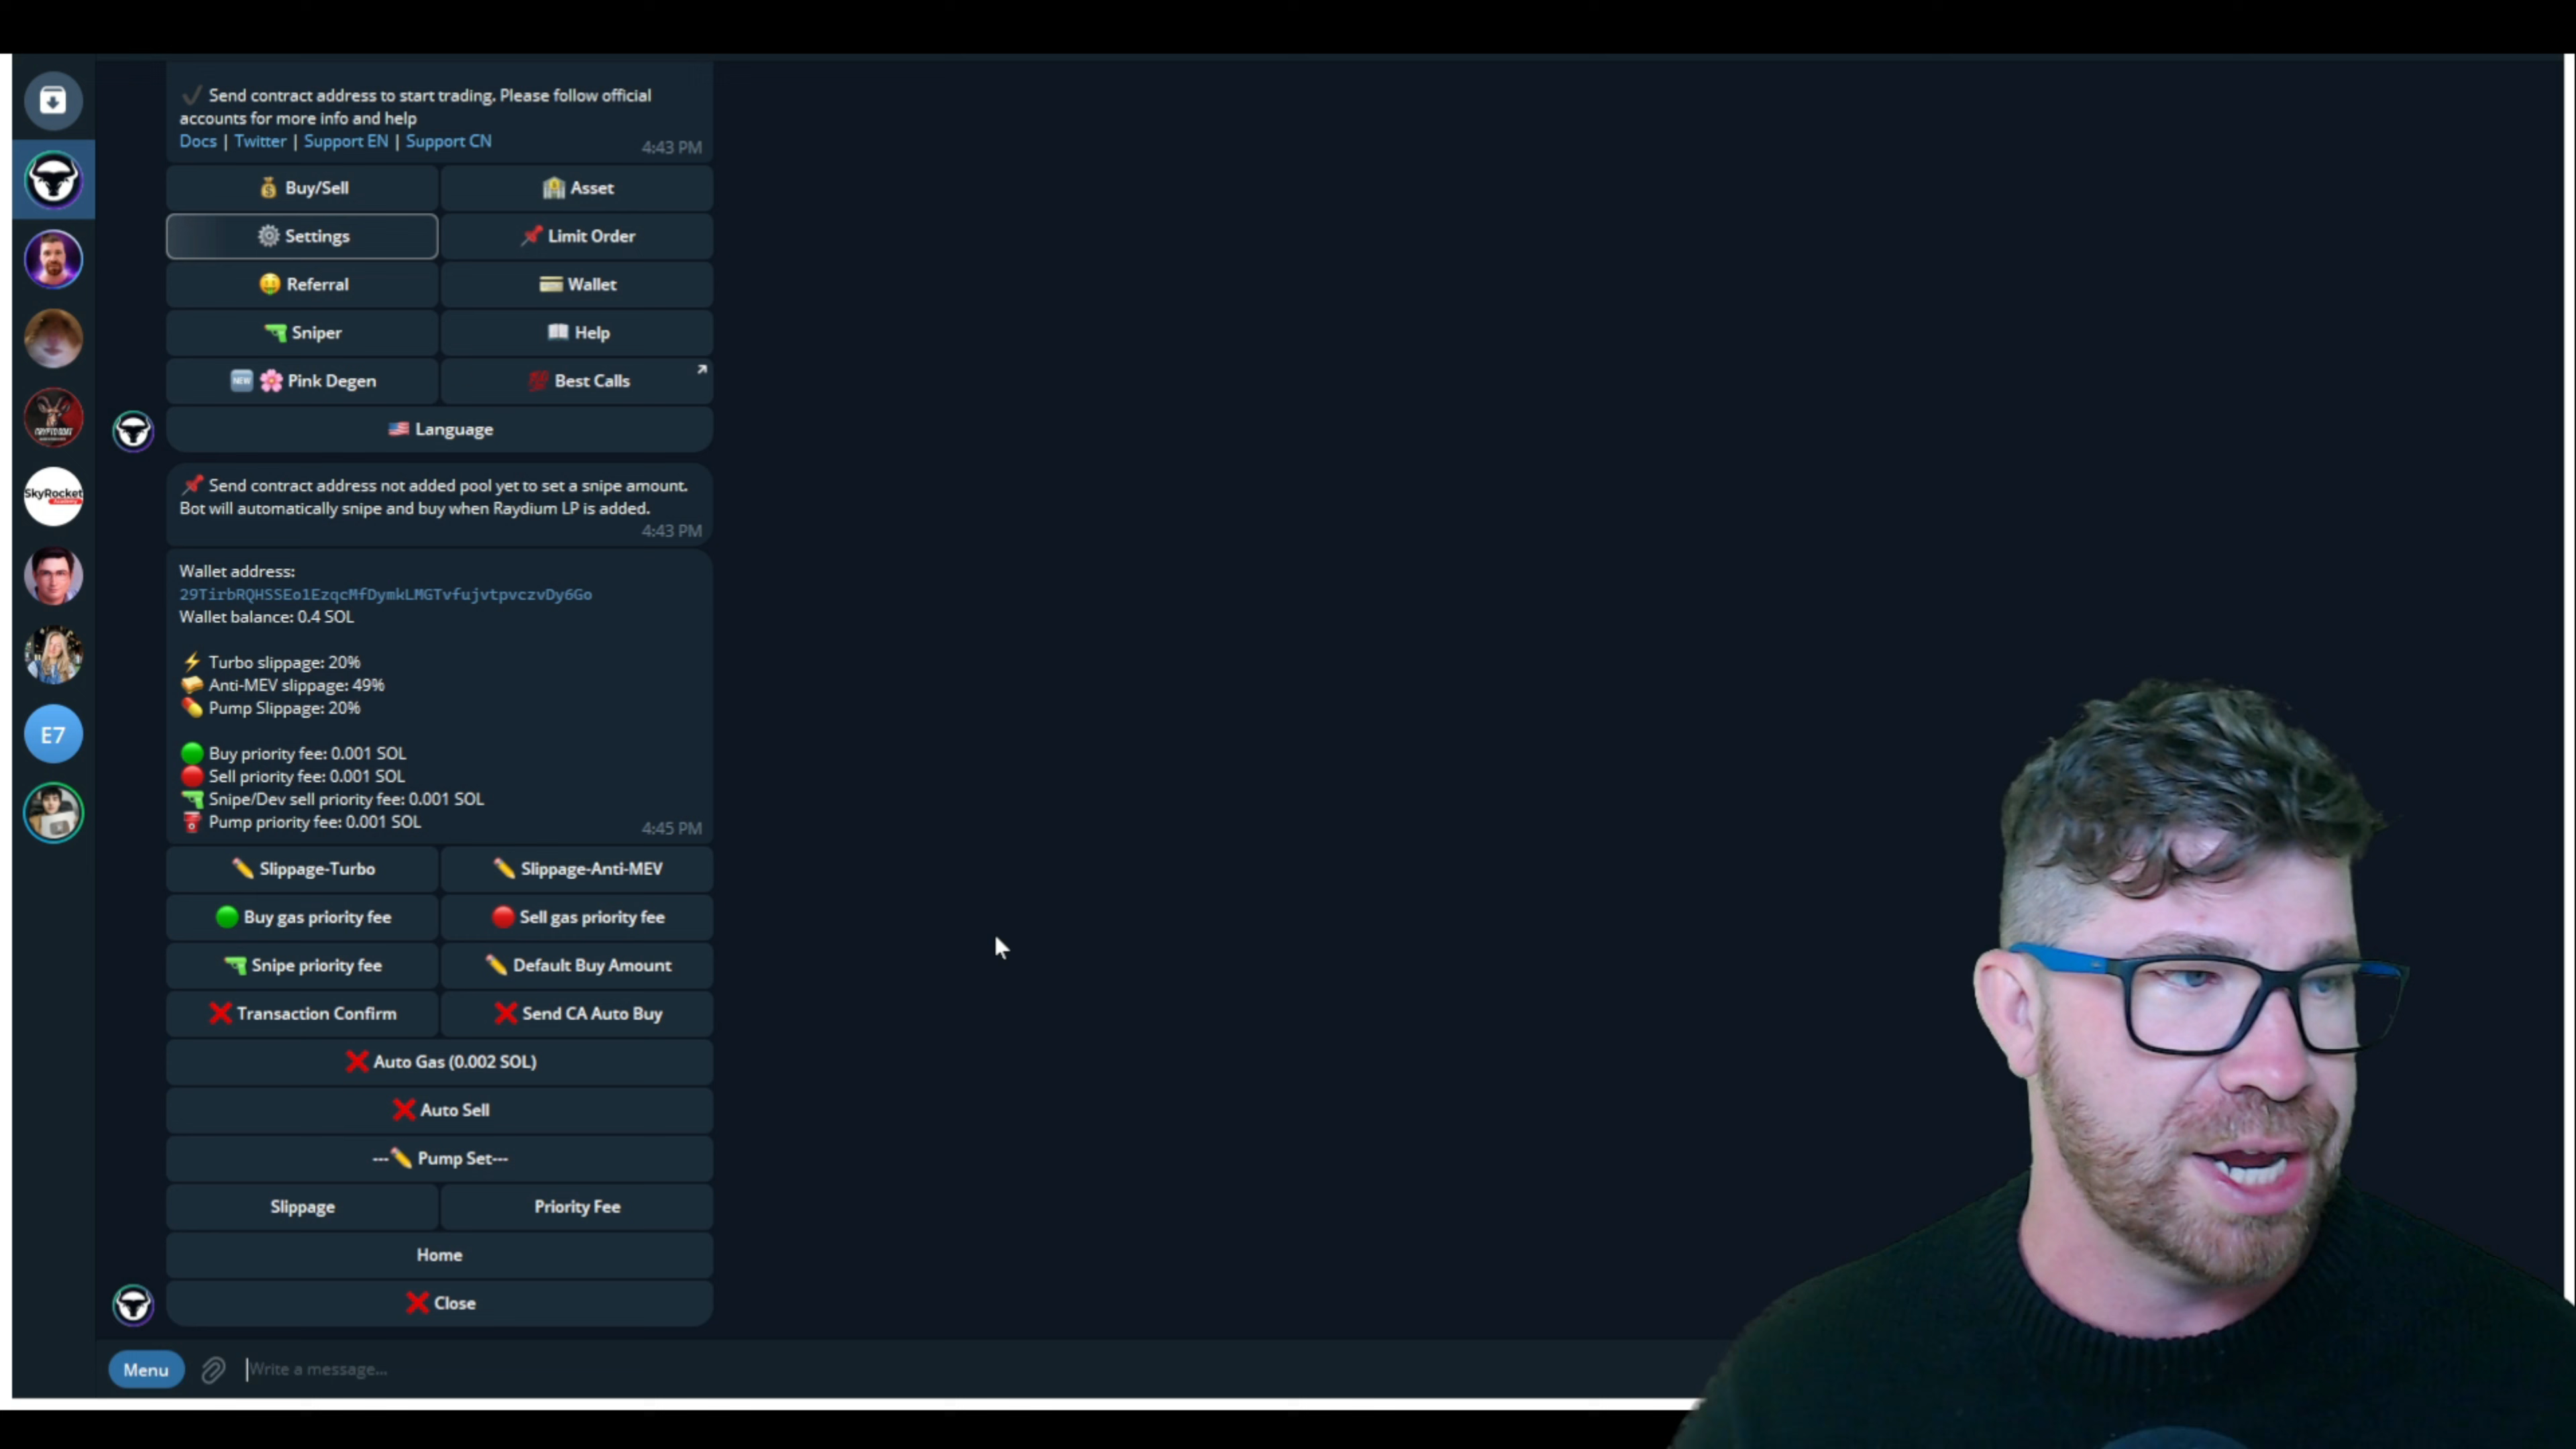 Send contract address to start trading. Please follow official
accounts for more info and help
Docs | Twitter | Support EN | Support CN
4:43 PM
Buy/Sell
Asset
Settings
Limit Order
Referral
Wallet
Sniper
Help
NEW Pink Degen
Best Calls
Language
Send contract address not added pool yet to set a snipe amount.
Bot will automatically snipe and buy when Raydium LP is added.
4:43 PM
Wallet address:
29TirbRQHSSEo1EzqcMfDymkLMGTvfujvtpvczvDy6Go
Wallet balance: 0.4 SOL
Turbo slippage: 20%
Anti-MEV slippage: 49%
Pump Slippage: 20%
Buy priority fee: 0.001 SOL
Sell priority fee: 0.001 SOL
Snipe/Dev sell priority fee: 0.001 SOL
Pump priority fee: 0.001 SOL
4:45 PM
Slippage-Turbo
Slippage-Anti-MEV
Buy gas priority fee
Sell gas priority fee
Snipe priority fee
Default Buy Amount
Transaction Confirm
Send CA Auto Buy
Auto Gas (0.002 SOL)
Auto Sell
--- Pump Set---
Slippage
Priority Fee
Home
Close
Menu
Write a message...
SkyRocket
E7